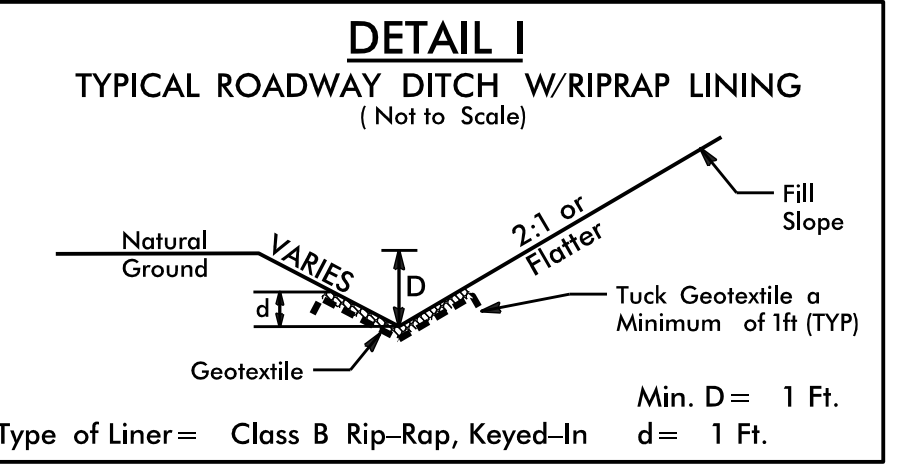 DETAIL 1
TYPICAL ROADWAY DITCH W/RIPRAP LINING
( Not to Scale)
Natural
Ground
VARIES
D
d
2:1 or
Flatter
Fill
Slope
Tuck Geotextile a
Minimum of 1ft (TYP)
Geotextile
Min. D= 1 Ft.
Type of Liner= Class B Rip-Rap, Keyed-In d= 1 Ft.